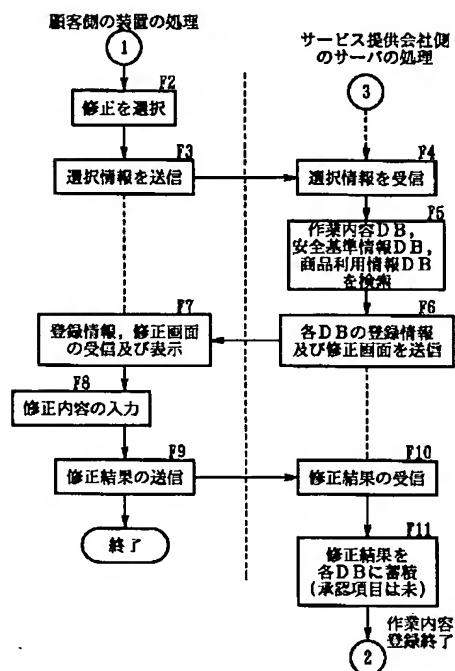 顧客側の装置の処理
1
F2
修正を選択
F3
選択情報を送信
サービス提供会社側
のサーバの処理
3
F4
選択情報を受信
F5
作業内容DB,
安全基準情報DB,
商品利用情報DB
を検索
F6
各DBの登録情報
及び修正画面を送信
F7
登録情報,修正画面
の受信及び表示
F8
修正内容の入力
F9
修正結果の送信
終了
F10
修正結果の受信
F11
修正結果を
各DBに蓄積
(承認項目は未)
作業内容
登録終了
2